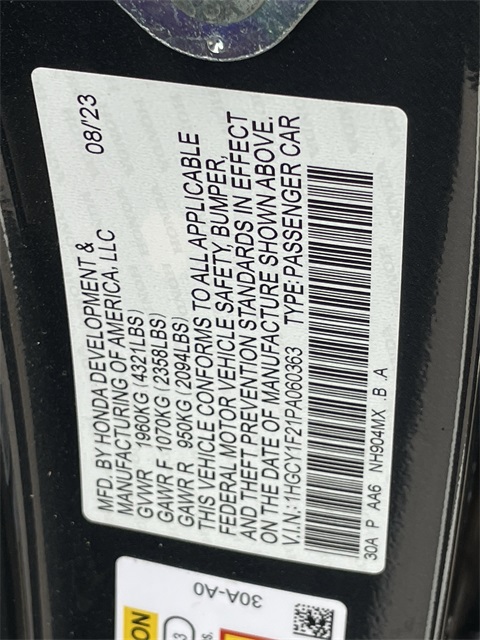 MFD. BY HONDA DEVELOPMENT & 08/'23
MANUFACTURING OF AMERICA, LLC
GVWR 1960KG (4321LBS)
GAWR F 1070KG (2358LBS)
GAWR R 950KG (2094LBS)
THIS VEHICLE CONFORMS TO ALL APPLICABLE
FEDERAL MOTOR VEHICLE SAFETY, BUMPER,
AND THEFT PREVENTION STANDARDS IN EFFECT
ON THE DATE OF MANUFACTURE SHOWN ABOVE.
V.I.N.: 1HGCY1F21PA060363 TYPE: PASSENGER CAR
30A P AA6 NH904MX B A
30A-A0